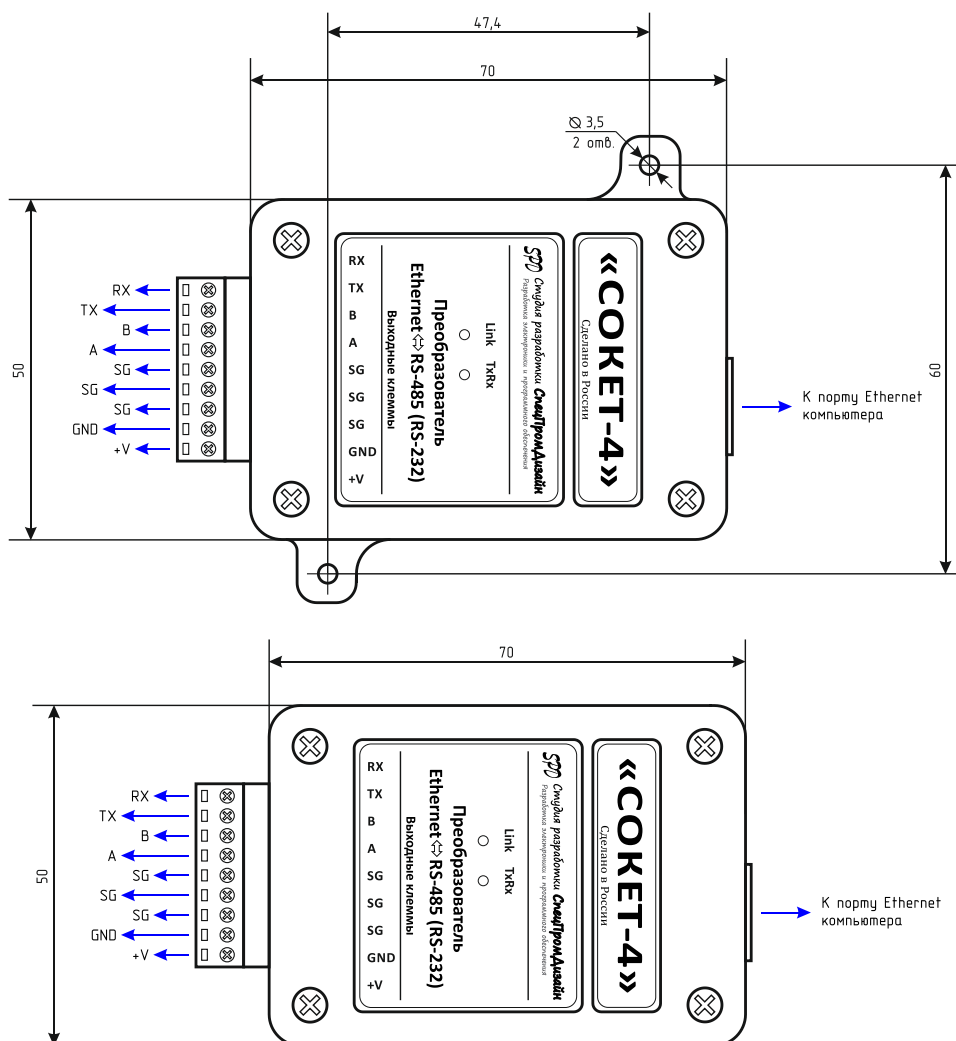 47,4
70
Ø 3,5
2 отв.
50
60
RX
TX
B
A
SG
SG
SG
GND
+V
RX
TX
B
A
SG
SG
SG
GND
+V
Выходные клеммы
Преобразователь
Ethernet⇔RS-485 (RS-232)
Link TxRx
SPD Студия разработки СпецПромДизайн
Разработка электроники и программного обеспечения
«СОКЕТ-4»
Сделано в России
К порту Ethernet
компьютера
70
50
RX
TX
B
A
SG
SG
SG
GND
+V
RX
TX
B
A
SG
SG
SG
GND
+V
Выходные клеммы
Преобразователь
Ethernet⇔RS-485 (RS-232)
Link TxRx
SPD Студия разработки СпецПромДизайн
Разработка электроники и программного обеспечения
«СОКЕТ-4»
Сделано в России
К порту Ethernet
компьютера